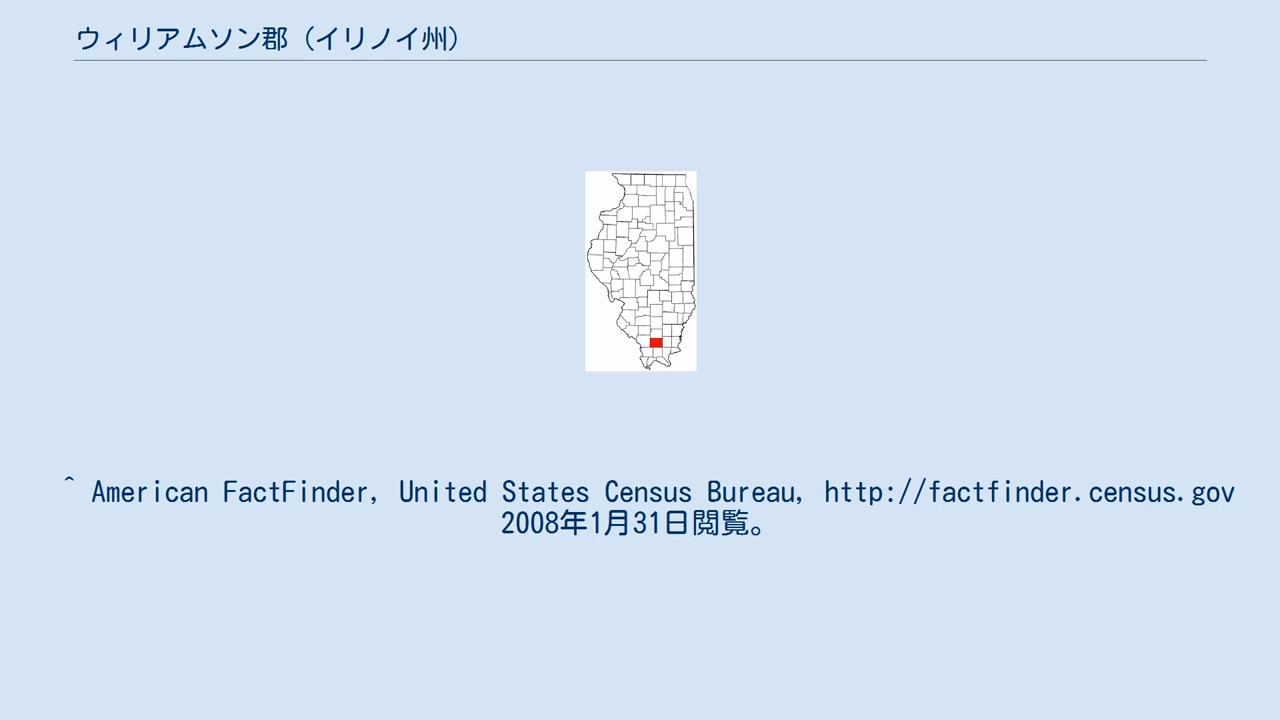 ウィリアムソン郡（イリノイ州）
^ American FactFinder, United States Census Bureau, http://factfinder.census.gov
2008年1月31日閲覧。